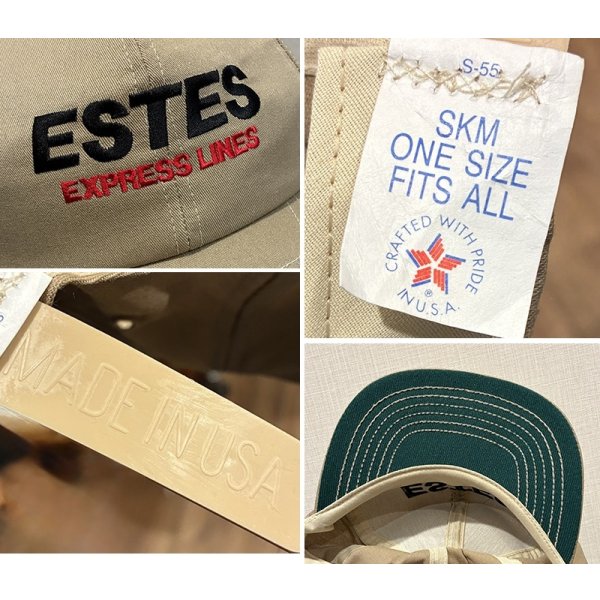 ESTES
EXPRESS LINES
S-55
SKM
ONE SIZE
FITS ALL
CRAFTED WITH PRIDE
IN U.S.A.
®
MADE IN USA